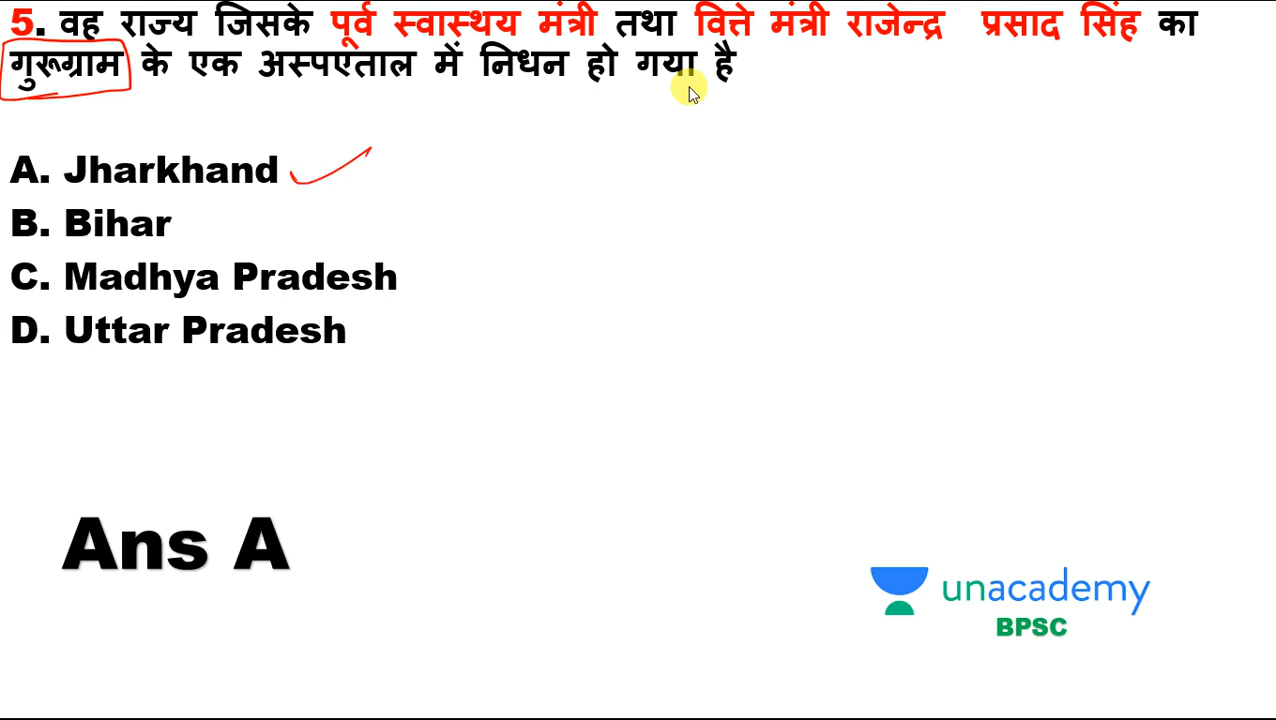 5. वह राज्य जिसके पूर्व स्वास्थय मंत्री तथा वित्ते मंत्री राजेन्द्र प्रसाद सिंह का
गुरूग्राम के एक अस्पएताल में निधन हो गया है
A. Jharkhand
B. Bihar
C. Madhya Pradesh
D. Uttar Pradesh
Ans A
unacademy
BPSC